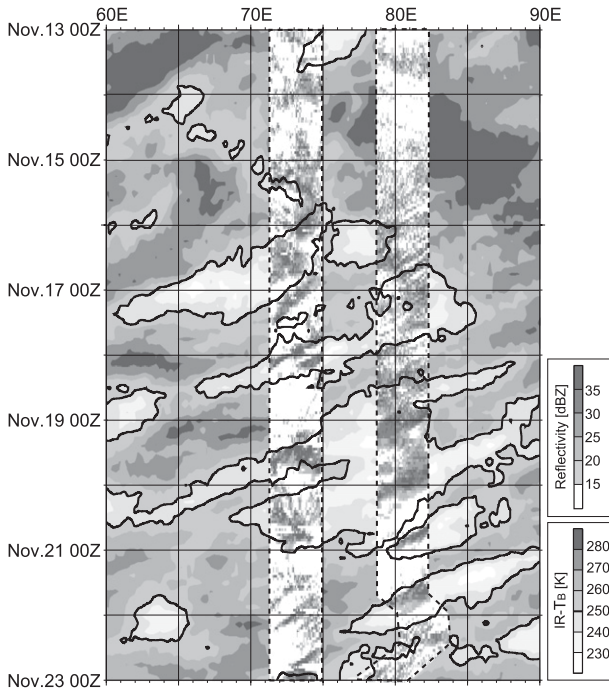 60E 70E 80E 90E
Nov.13 00Z
Nov.15 00Z
Nov.17 00Z
Nov.19 00Z
Nov.21 00Z
Nov.23 00Z
Reflectivity [dBZ]
35
30
25
20
15
IR-TB [K]
280
270
260
250
240
230